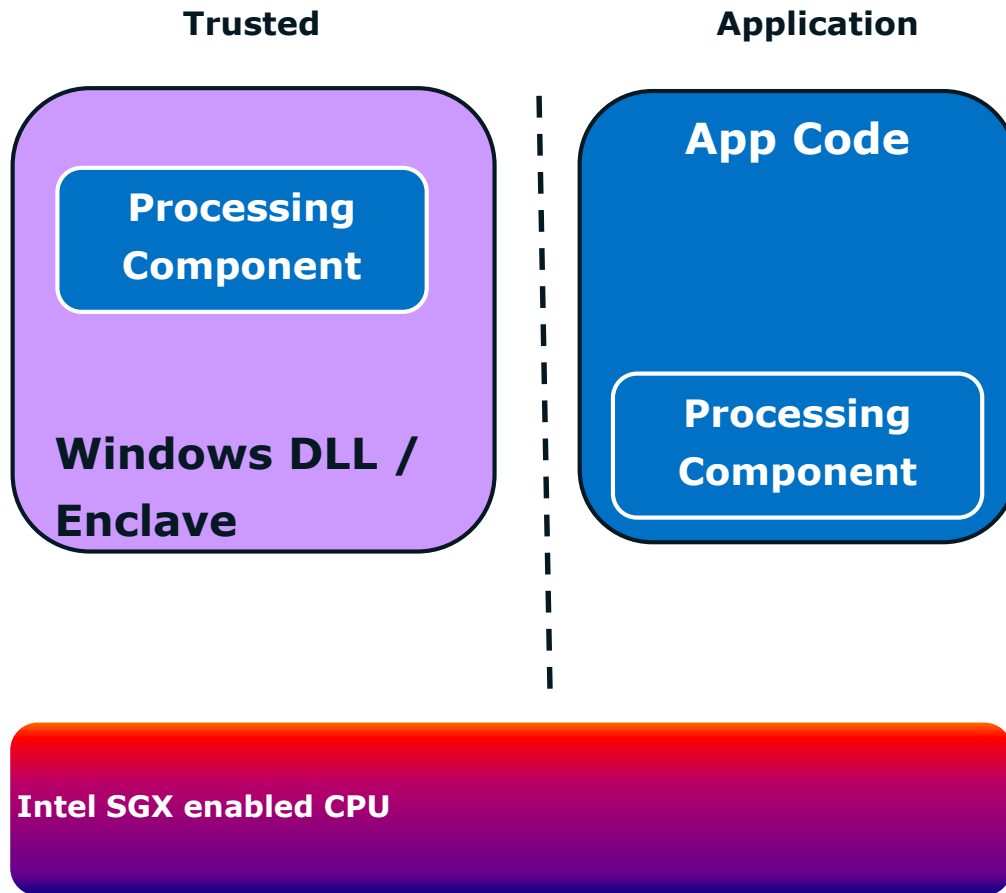 Trusted
Application
Processing
Component
Windows DLL /
Enclave
App Code
Processing
Component
Intel SGX enabled CPU